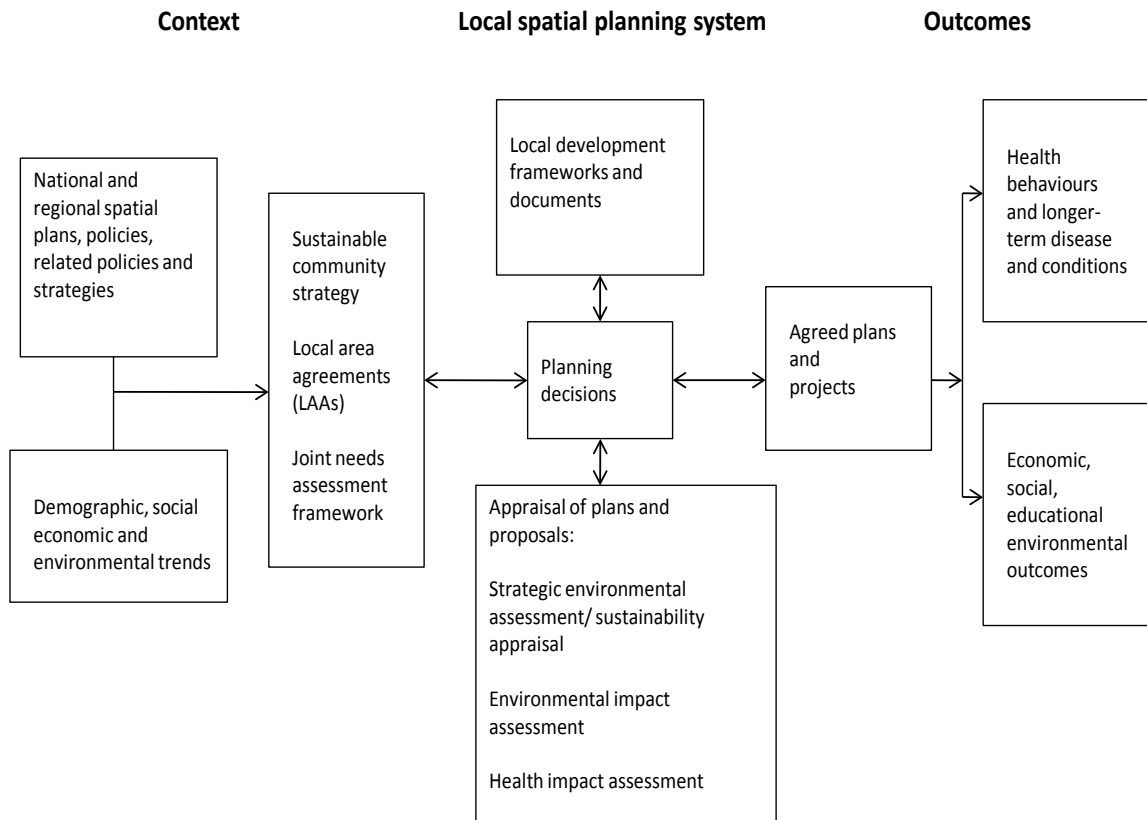 Context
Local spatial planning system
Outcomes
National and
regional spatial
plans, policies,
related policies and
strategies
Demographic, social
economic and
environmental trends
Sustainable
community
strategy
Local area
agreements
(LAAs)
Joint needs
assessment
framework
Local development
frameworks and
documents
Planning
decisions
Appraisal of plans and
proposals:
Strategic environmental
assessment/ sustainability
appraisal
Environmental impact
assessment
Health impact assessment
Agreed plans
and
projects
Health
behaviours
and longer-
term disease
and conditions
Economic,
social,
educational
environmental
outcomes